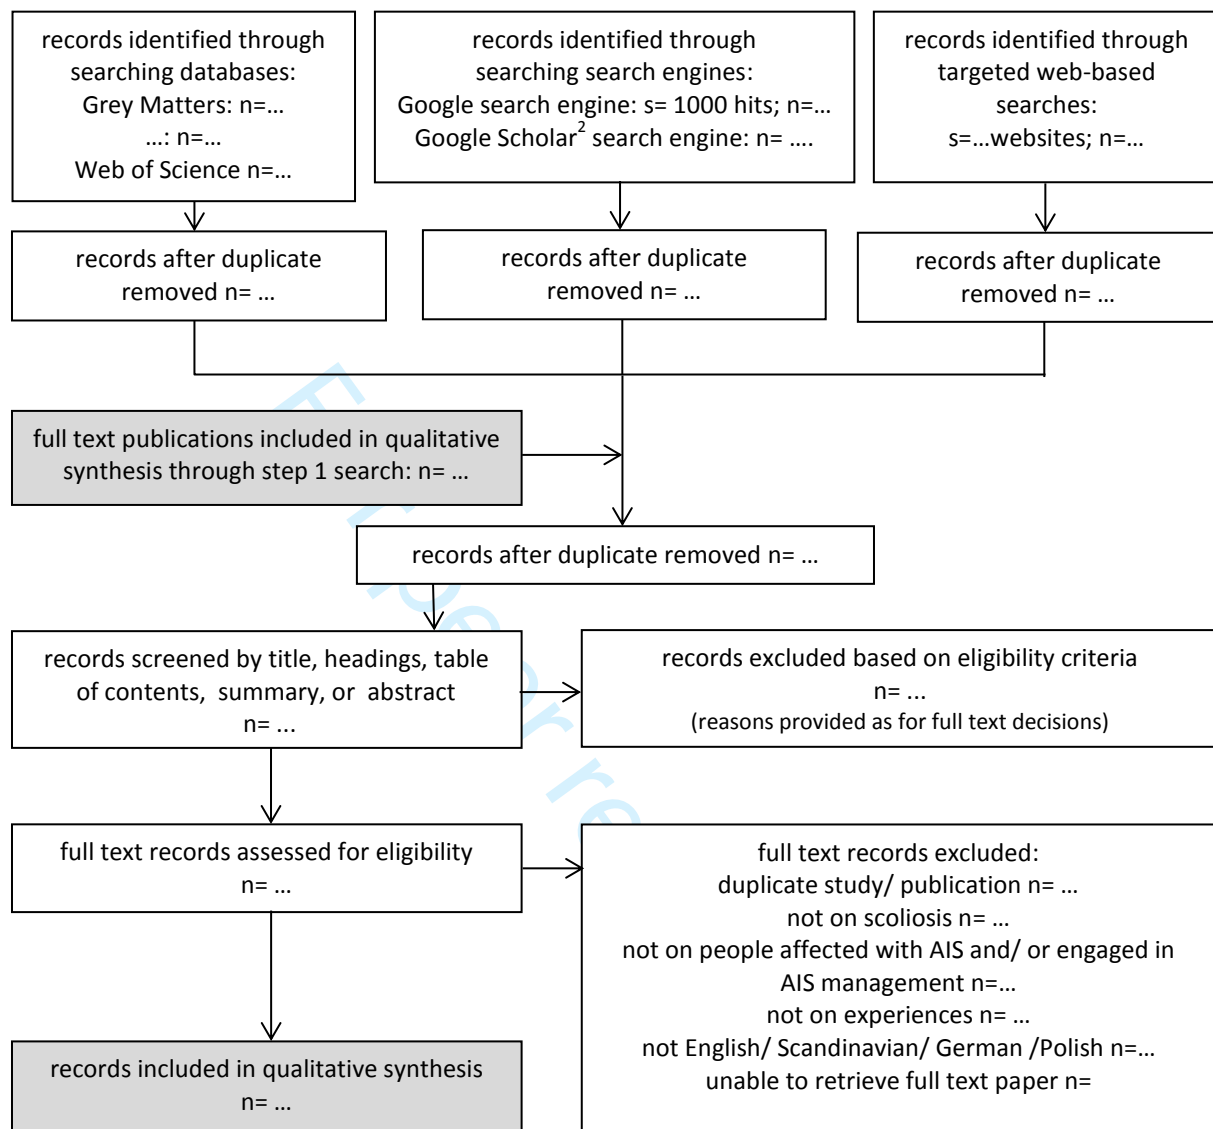 records identified through
searching databases:
Grey Matters: n=...
...: n=...
Web of Science n=...
records identified through
searching search engines:
Google search engine: s= 1000 hits; n=...
Google Scholar² search engine: n= ....
records identified through
targeted web-based
searches:
s=...websites; n=...
records after duplicate
removed n= ...
records after duplicate
removed n= ...
records after duplicate
removed n= ...
full text publications included in qualitative
synthesis through step 1 search: n= ...
records after duplicate removed n= ...
records screened by title, headings, table
of contents, summary, or abstract
n= ...
records excluded based on eligibility criteria
n= ...
(reasons provided as for full text decisions)
full text records assessed for eligibility
n= ...
full text records excluded:
duplicate study/ publication n= ...
not on scoliosis n= ...
not on people affected with AIS and/ or engaged in
AIS management n=...
not on experiences n= ...
not English/ Scandinavian/ German /Polish n=...
unable to retrieve full text paper n=
records included in qualitative synthesis
n= ...